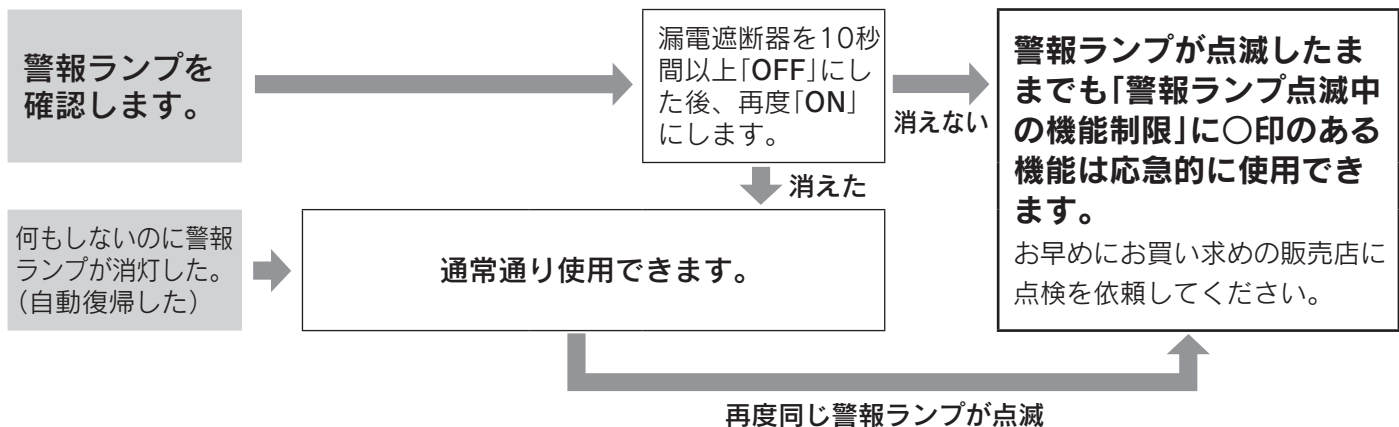 警報ランプを
確認します。
漏電遮断器を10秒
間以上「OFF」にし
た後、再度「ON」
にします。
消えない
警報ランプが点滅したま
までも「警報ランプ点滅中
の機能制限」に○印のある
機能は応急的に使用でき
ます。
お早めにお買い求めの販売店に
点検を依頼してください。
消えた
何もしないのに警報
ランプが消灯した。
（自動復帰した）
通常通り使用できます。
再度同じ警報ランプが点滅